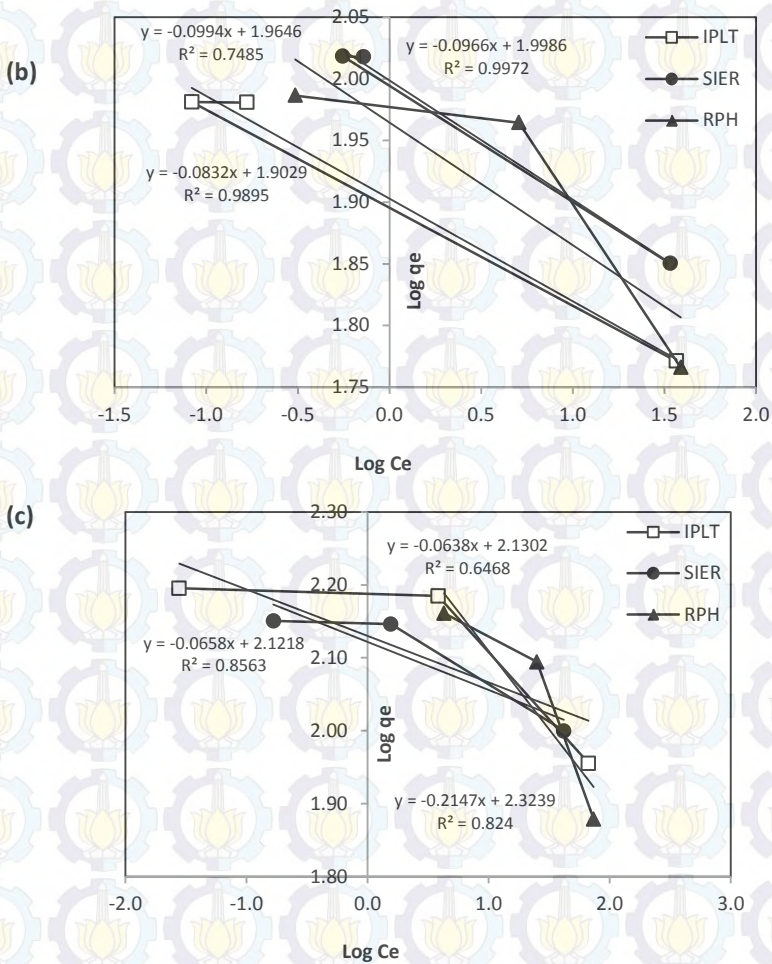 (b)
y = -0.0994x + 1.9646
R² = 0.7485
y = -0.0966x + 1.9986
R² = 0.9972
y = -0.0832x + 1.9029
R² = 0.9895
IPLT
SIER
RPH
2.05
2.00
1.95
1.90
1.85
1.80
1.75
Log qe
-1.5
-1.0
-0.5
0.0
0.5
1.0
1.5
2.0
Log Ce
(c)
y = -0.0638x + 2.1302
R² = 0.6468
y = -0.0658x + 2.1218
R² = 0.8563
y = -0.2147x + 2.3239
R² = 0.824
IPLT
SIER
RPH
2.30
2.20
2.10
2.00
1.90
1.80
Log qe
-2.0
-1.0
0.0
1.0
2.0
3.0
Log Ce